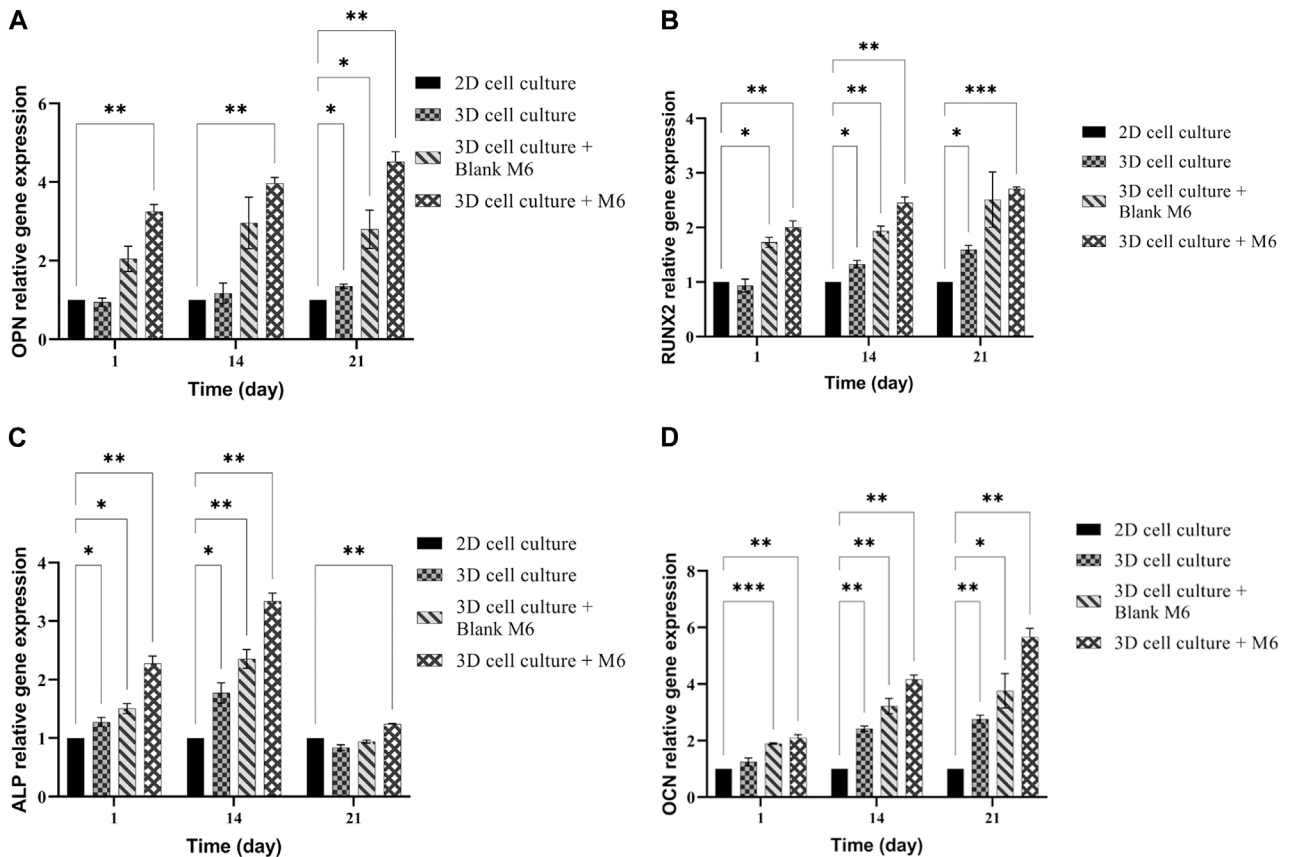 A
OPN relative gene expression
6
4
2
0
**
**
**
*
*
1
14
21
Time (day)
2D cell culture
3D cell culture
3D cell culture +
Blank M6
3D cell culture + M6
B
RUNX2 relative gene expression
4
3
2
1
0
**
*
**
**
*
***
*
1
14
21
Time (day)
2D cell culture
3D cell culture
3D cell culture +
Blank M6
3D cell culture + M6
C
ALP relative gene expression
4
3
2
1
0
**
*
*
**
**
*
**
1
14
21
Time (day)
2D cell culture
3D cell culture
3D cell culture +
Blank M6
3D cell culture + M6
D
OCN relative gene expression
8
6
4
2
0
**
***
**
**
**
**
*
**
1
14
21
Time (day)
2D cell culture
3D cell culture
3D cell culture +
Blank M6
3D cell culture + M6